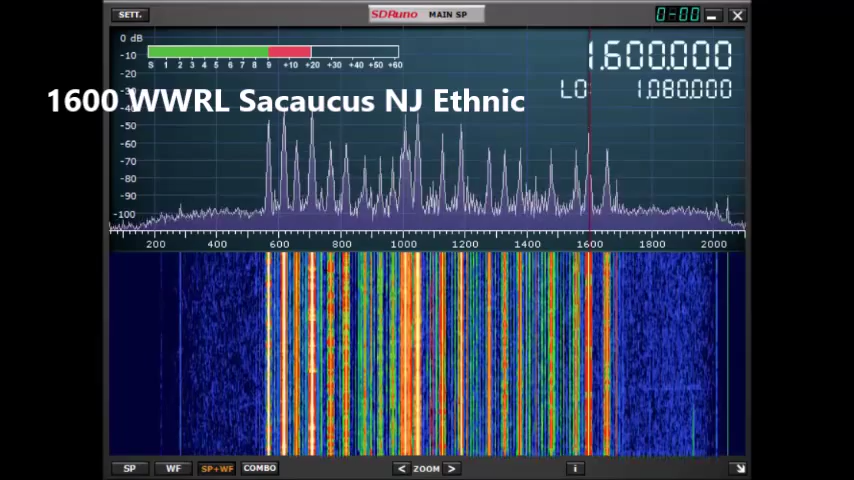 SETT.
SDRuno MAIN SP
0-00
0 dB
-10
-20
-30
-40
-50
-60
-70
-80
-90
-100
S 1 2 3 4 5 6 7 8 9 +10 +20 +30 +40 +50 +60
1.600.000
LO: 1.080.000
1600 WWRL Sacaucus NJ Ethnic
200 400 600 800 1000 1200 1400 1600 1800 2000
SP WF SP+WF COMBO < ZOOM > i